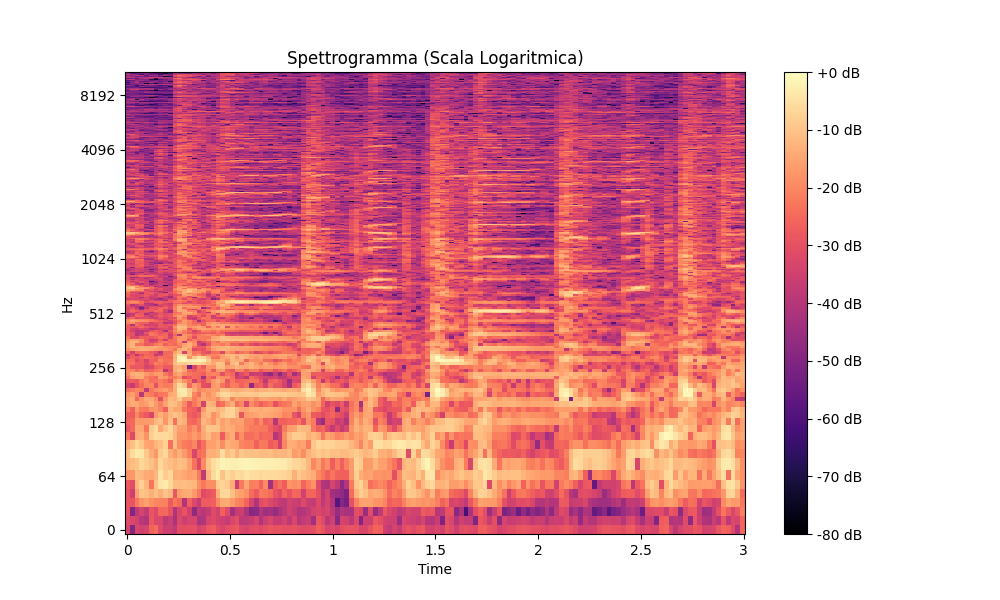 Spettrogramma (Scala Logaritmica)
8192
4096
2048
1024
512
256
128
64
0
Hz
0
0.5
1
1.5
2
2.5
3
Time
+0 dB
-10 dB
-20 dB
-30 dB
-40 dB
-50 dB
-60 dB
-70 dB
-80 dB